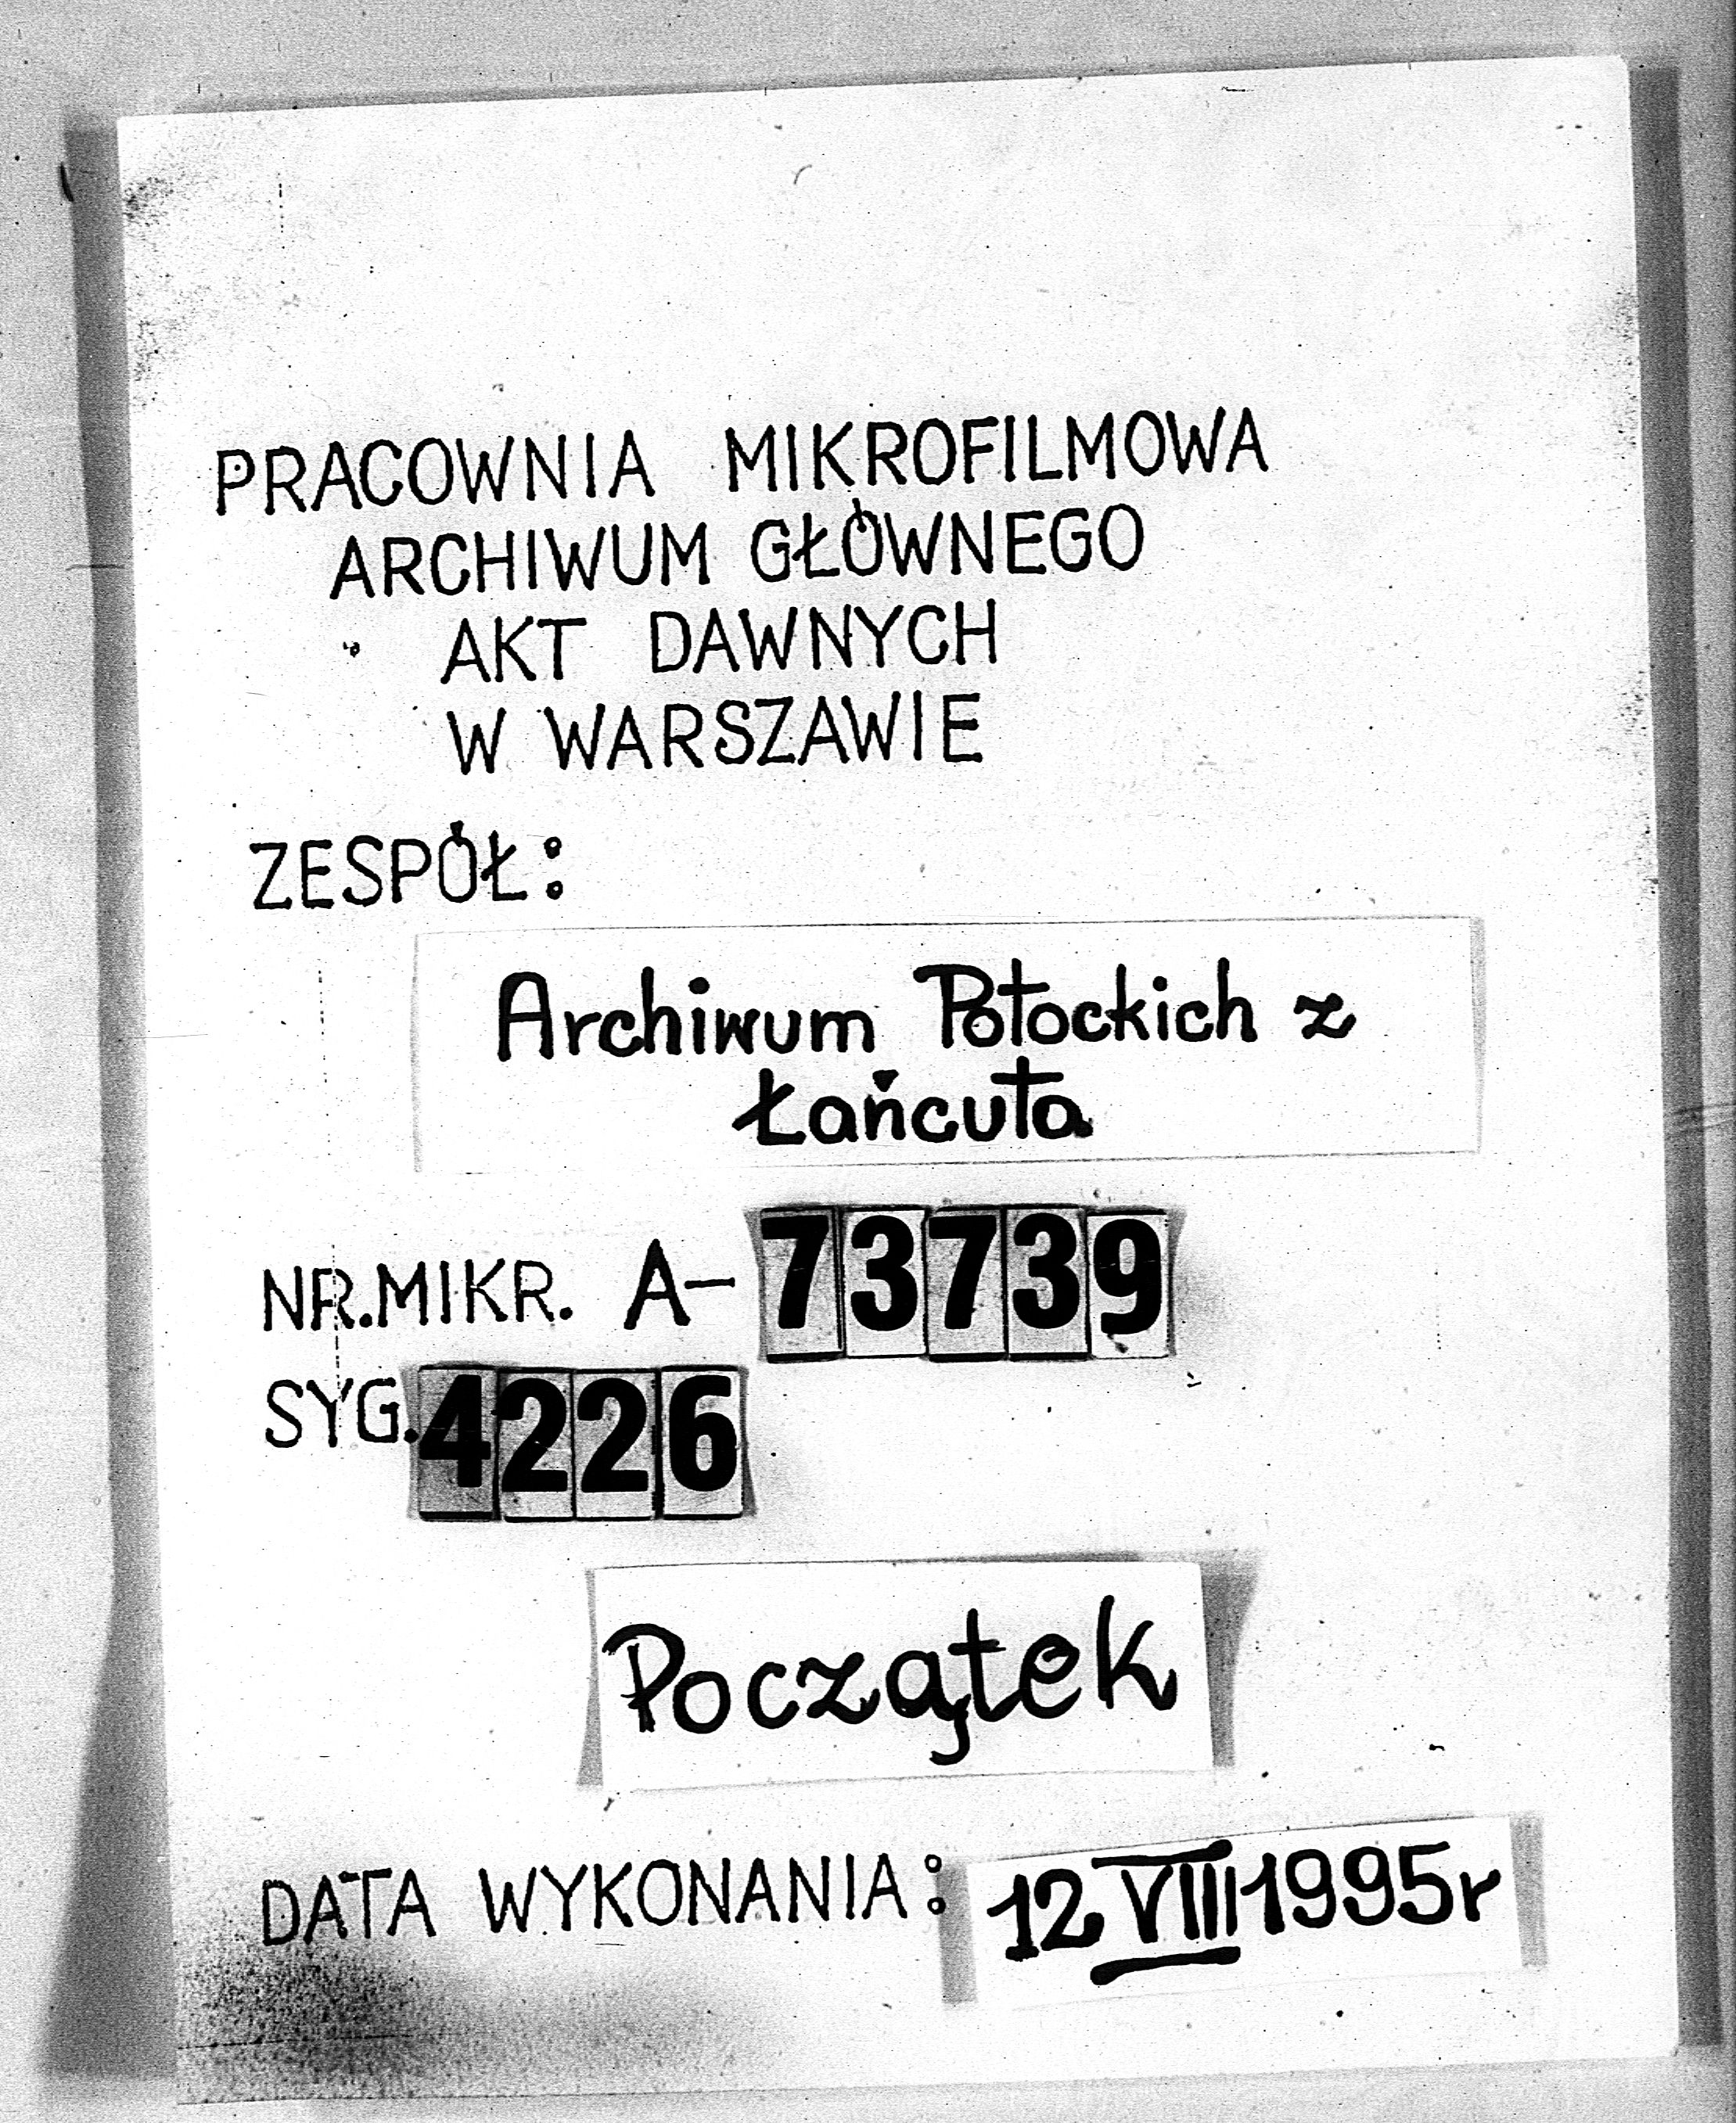 PRACOWNIA MIKROFILMOWA
ARCHIWUM GŁÓWNEGO
AKT DAWNYCH
W WARSZAWIE
ZESPÓŁ:
Archiwum Potockich z
Łańcuta
NR.MIKR. A- 73739
SYG. 4226
Początek
DATA WYKONANIA: 12 VIII 1995r